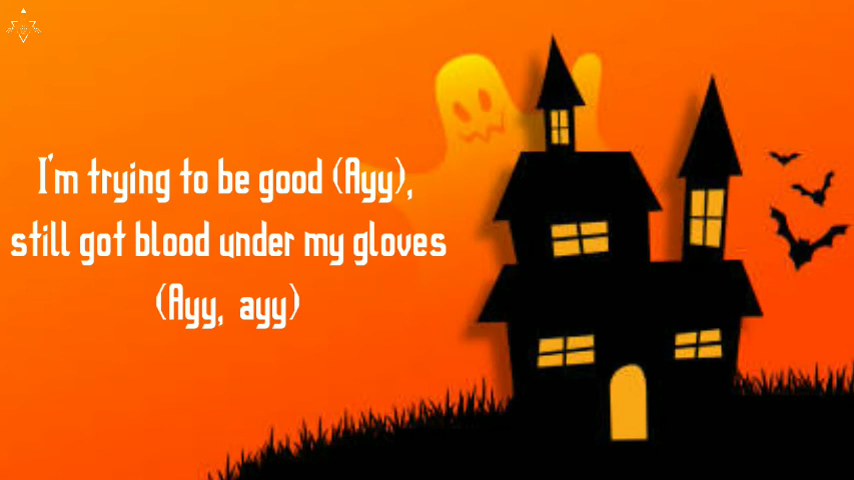 I'm trying to be good (Ayy),
still got blood under my gloves
(Ayy, ayy)